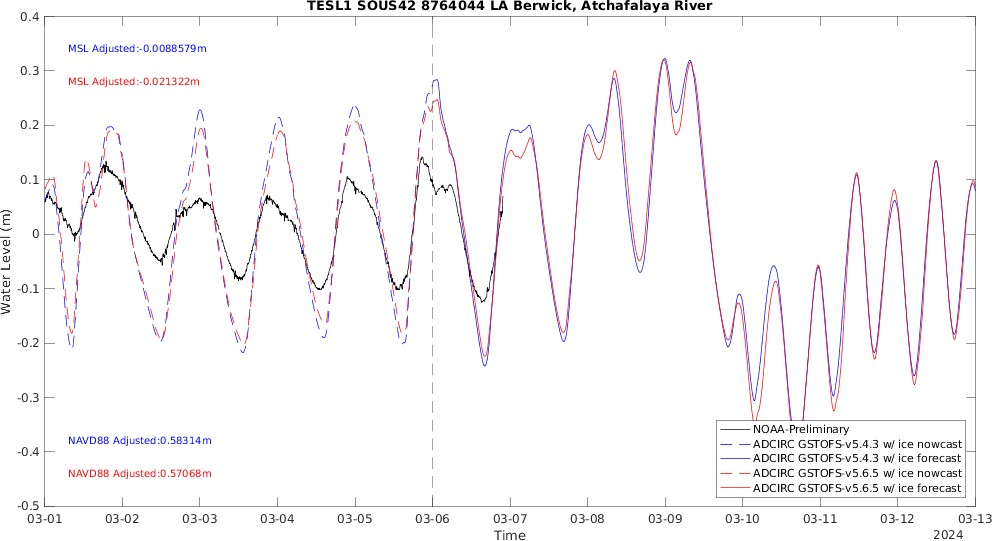 TESL1 SOUS42 8764044 LA Berwick, Atchafalaya River
MSL Adjusted:-0.0088579m
MSL Adjusted:-0.021322m
NAVD88 Adjusted:0.58314m
NAVD88 Adjusted:0.57068m
Water Level (m)
0.4
0.3
0.2
0.1
0
-0.1
-0.2
-0.3
-0.4
-0.5
NOAA-Preliminary
ADCIRC GSTOFS-v5.4.3 w/ ice nowcast
ADCIRC GSTOFS-v5.4.3 w/ ice forecast
ADCIRC GSTOFS-v5.6.5 w/ ice nowcast
ADCIRC GSTOFS-v5.6.5 w/ ice forecast
03-01 03-02 03-03 03-04 03-05 03-06 03-07 03-08 03-09 03-10 03-11 03-12 03-13
Time
2024